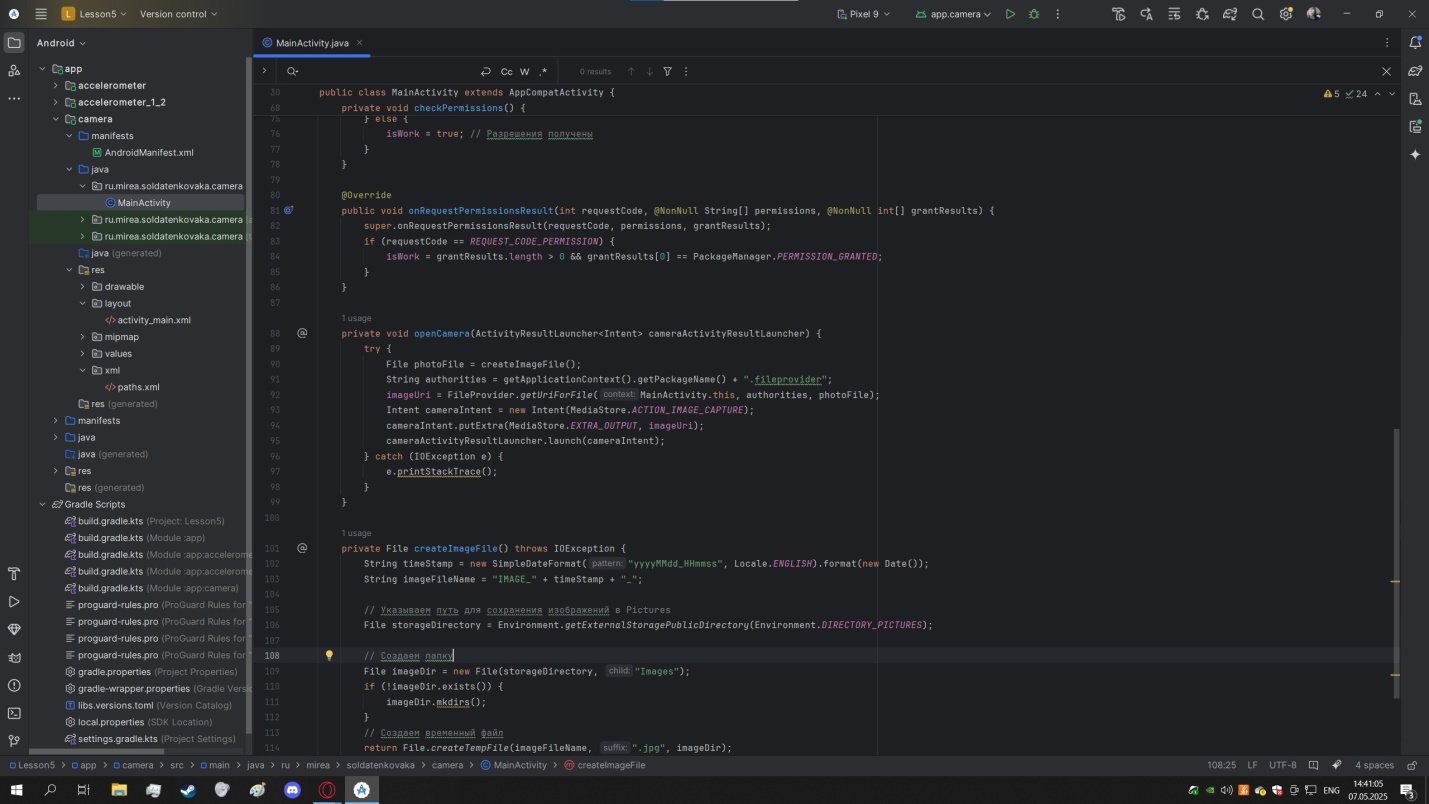 Lesson5
Version control
Pixel 9
app.camera
Android
MainActivity.java
Cc W .*
0 results
app
accelerometer
accelerometer_1_2
camera
manifests
AndroidManifest.xml
java
ru.mirea.soldatenkovaka.camera
MainActivity
ru.mirea.soldatenkovaka.camera
ru.mirea.soldatenkovaka.camera
java (generated)
res
drawable
layout
activity_main.xml
mipmap
values
xml
paths.xml
res (generated)
manifests
java
java (generated)
res
res (generated)
Gradle Scripts
build.gradle.kts (Project: Lesson5)
build.gradle.kts (Module :app)
build.gradle.kts (Module :app:accelerome
build.gradle.kts (Module :app:accelerome
build.gradle.kts (Module :app:camera)
proguard-rules.pro (ProGuard Rules for
proguard-rules.pro (ProGuard Rules for
proguard-rules.pro (ProGuard Rules for
proguard-rules.pro (ProGuard Rules for
gradle.properties (Project Properties)
gradle-wrapper.properties (Gradle Versi
libs.versions.toml (Version Catalog)
local.properties (SDK Location)
settings.gradle.kts (Project Settings)
30 public class MainActivity extends AppCompatActivity {
68 private void checkPermissions() {
5 24
75 } else {
76 isWork = true; // Разрешения получены
77 }
78 }
79
80 @Override
81 public void onRequestPermissionsResult(int requestCode, @NonNull String[] permissions, @NonNull int[] grantResults) {
82 super.onRequestPermissionsResult(requestCode, permissions, grantResults);
83 if (requestCode == REQUEST_CODE_PERMISSION) {
84 isWork = grantResults.length > 0 && grantResults[0] == PackageManager.PERMISSION_GRANTED;
85 }
86 }
87
1 usage
88 private void openCamera(ActivityResultLauncher<Intent> cameraActivityResultLauncher) {
89 try {
90 File photoFile = createImageFile();
91 String authorities = getApplicationContext().getPackageName() + ".fileprovider";
92 imageUri = FileProvider.getUriForFile( context: MainActivity.this, authorities, photoFile);
93 Intent cameraIntent = new Intent(MediaStore.ACTION_IMAGE_CAPTURE);
94 cameraIntent.putExtra(MediaStore.EXTRA_OUTPUT, imageUri);
95 cameraActivityResultLauncher.launch(cameraIntent);
96 } catch (IOException e) {
97 e.printStackTrace();
98 }
99 }
100
1 usage
101 private File createImageFile() throws IOException {
102 String timeStamp = new SimpleDateFormat( pattern: "yyyyMMdd_HHmmss", Locale.ENGLISH).format(new Date());
103 String imageFileName = "IMAGE_" + timeStamp + "_";
104
105 // Указываем путь для сохранения изображений в Pictures
106 File storageDirectory = Environment.getExternalStoragePublicDirectory(Environment.DIRECTORY_PICTURES);
107
108 // Создаем папку
109 File imageDir = new File(storageDirectory, child: "Images");
110 if (!imageDir.exists()) {
111 imageDir.mkdirs();
112 }
113 // Создаем временный файл
114 return File.createTempFile(imageFileName, suffix: ".jpg", imageDir);
Lesson5 > app > camera > src > main > java > ru > mirea > soldatenkovaka > camera > MainActivity > createImageFile
108:25 LF UTF-8 4 spaces
ENG
14:41:05
07.05.2025
3